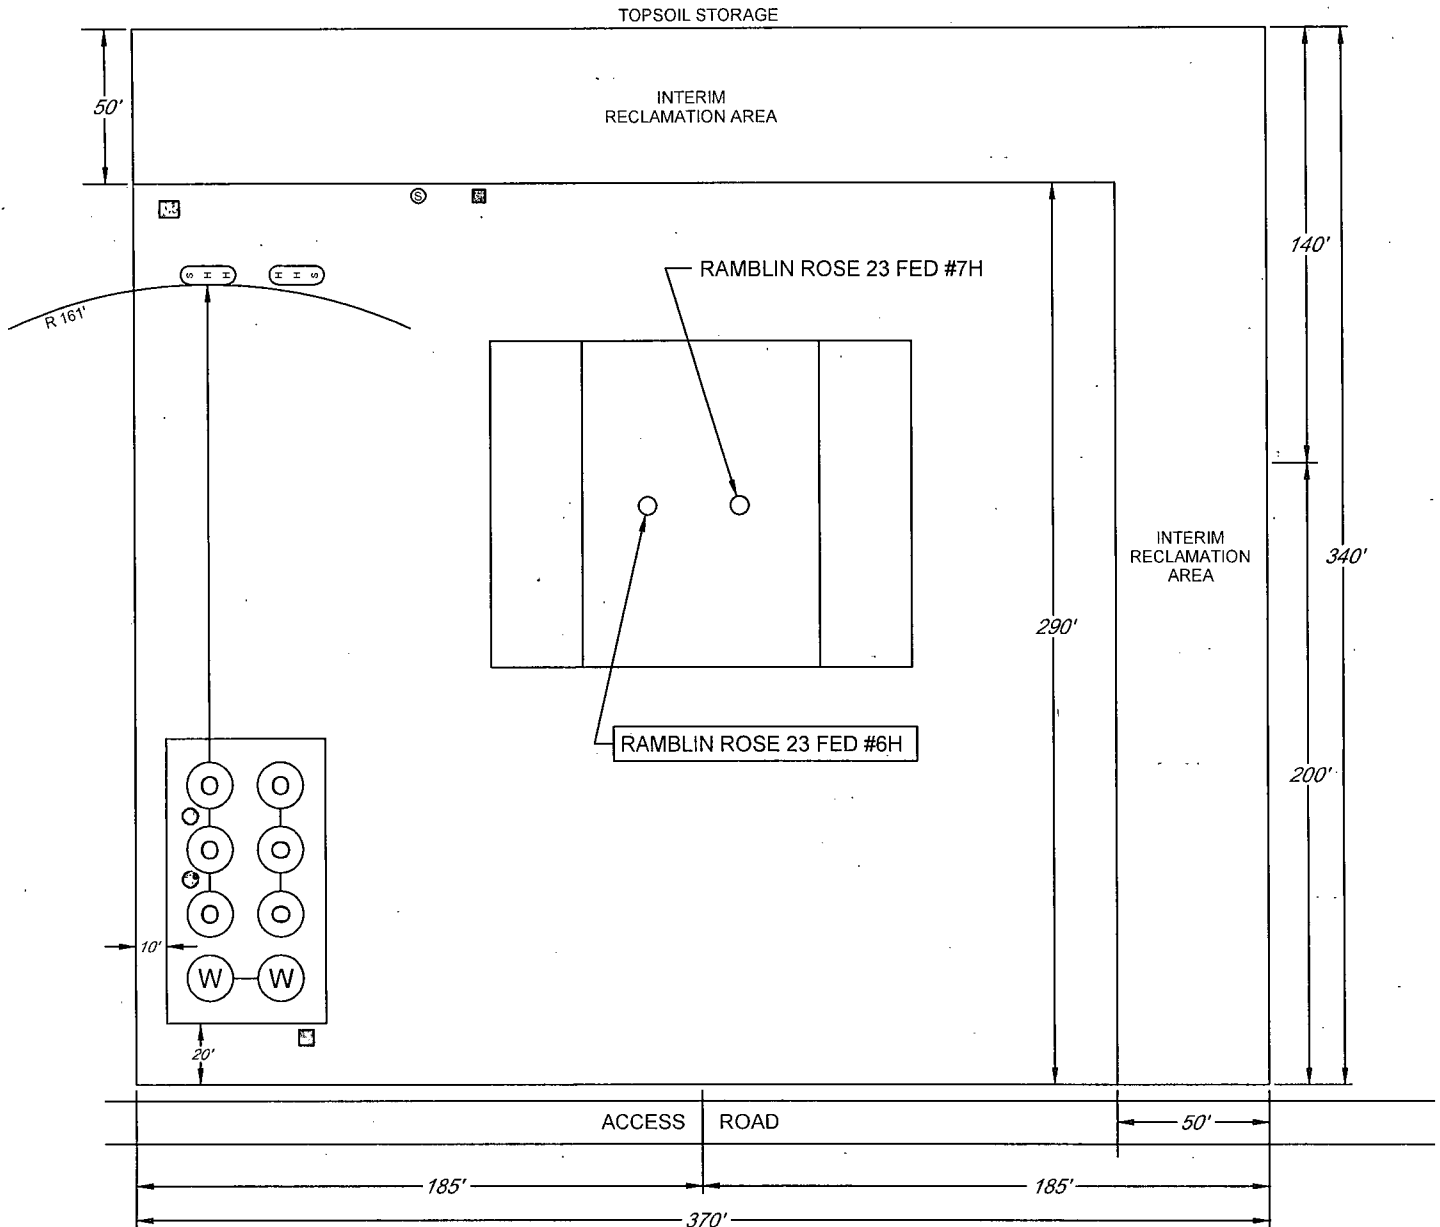 TOPSOIL STORAGE
50'
INTERIM
RECLAMATION AREA
S
140'
RAMBLIN ROSE 23 FED #7H
S H H
H H S
R 161'
INTERIM
RECLAMATION
AREA
340'
290'
RAMBLIN ROSE 23 FED #6H
200'
O O
O O
O O
10'
W W
20'
ACCESS ROAD
50'
185' 185'
370'